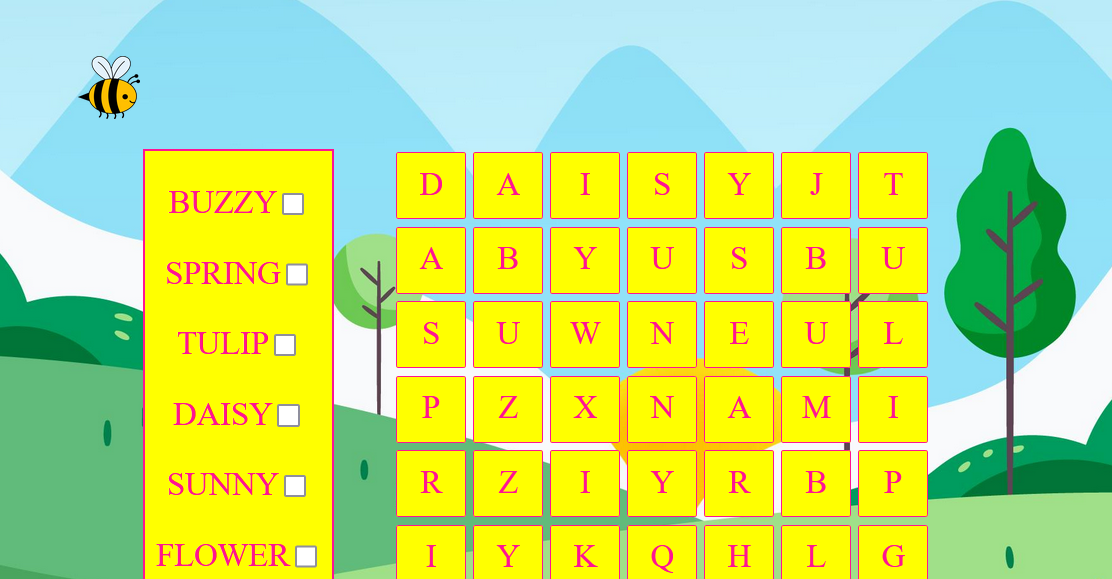 BUZZY
SPRING
TULIP
DAISY
SUNNY
FLOWER
D A I S Y J T
A B Y U S B U
S U W N E U L
P Z X N A M I
R Z I Y R B P
I Y K Q H L G